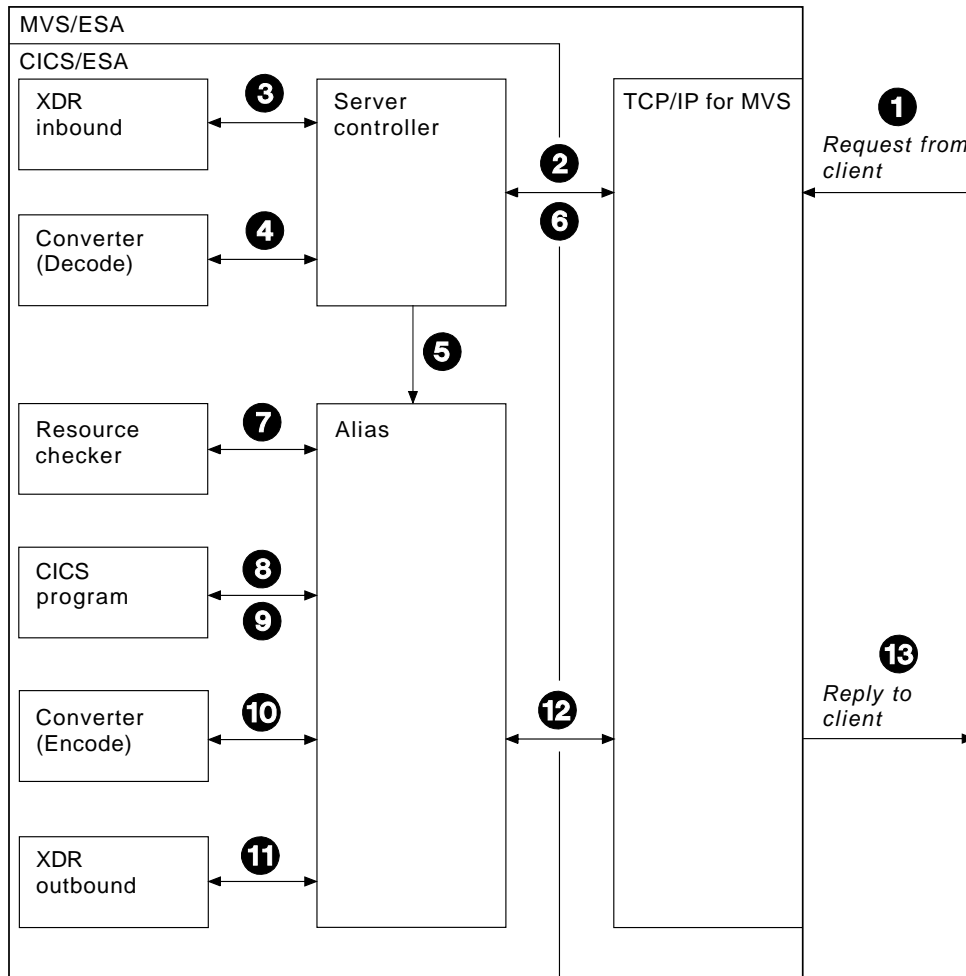 MVS/ESA
CICS/ESA
XDR
inbound
3
Server
controller
TCP/IP for MVS
1
Request from
client
2
6
Converter
(Decode)
4
5
Resource
checker
7
Alias
CICS
program
8
9
Converter
(Encode)
10
12
13
Reply to
client
XDR
outbound
11